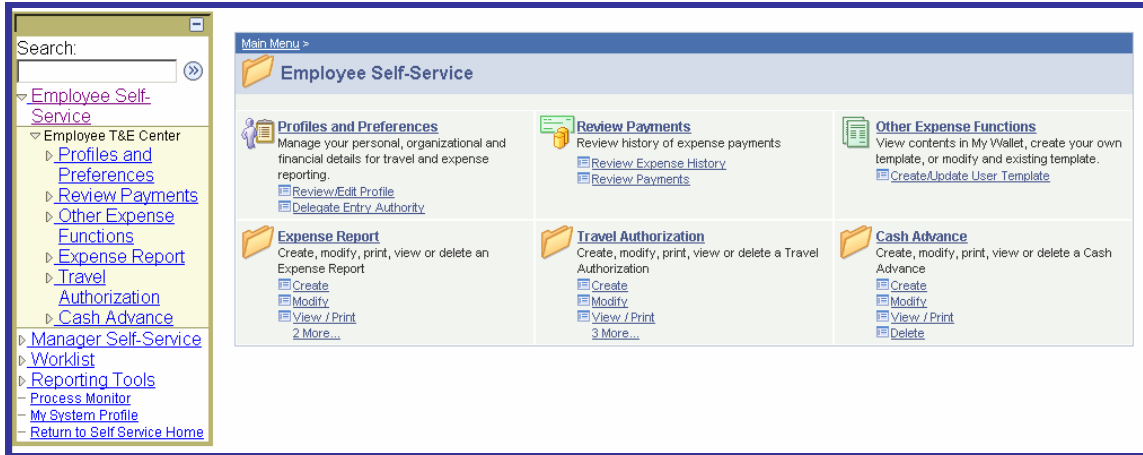 Search:
Employee Self-
Service
Employee T&E Center
Profiles and
Preferences
Review Payments
Other Expense
Functions
Expense Report
Travel
Authorization
Cash Advance
Manager Self-Service
Worklist
Reporting Tools
Process Monitor
My System Profile
Return to Self Service Home
Main Menu >
Employee Self-Service
Profiles and Preferences
Manage your personal, organizational and
financial details for travel and expense
reporting.
Review/Edit Profile
Delegate Entry Authority
Review Payments
Review history of expense payments
Review Expense History
Review Payments
Other Expense Functions
View contents in My Wallet, create your own
template, or modify and existing template.
Create/Update User Template
Expense Report
Create, modify, print, view or delete an
Expense Report
Create
Modify
View / Print
2 More...
Travel Authorization
Create, modify, print, view or delete a Travel
Authorization
Create
Modify
View / Print
3 More...
Cash Advance
Create, modify, print, view or delete a Cash
Advance
Create
Modify
View / Print
Delete